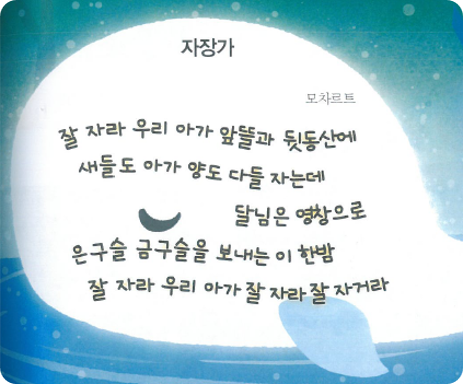 자장가
모차르트
잘 자라 우리 아가 앞뜰과 뒷동산에
새들도 아가 양도 다들 자는데
달님은 영창으로
은구슬 금구슬을 보내는 이 한밤
잘 자라 우리 아가 잘 자라 잘 자거라